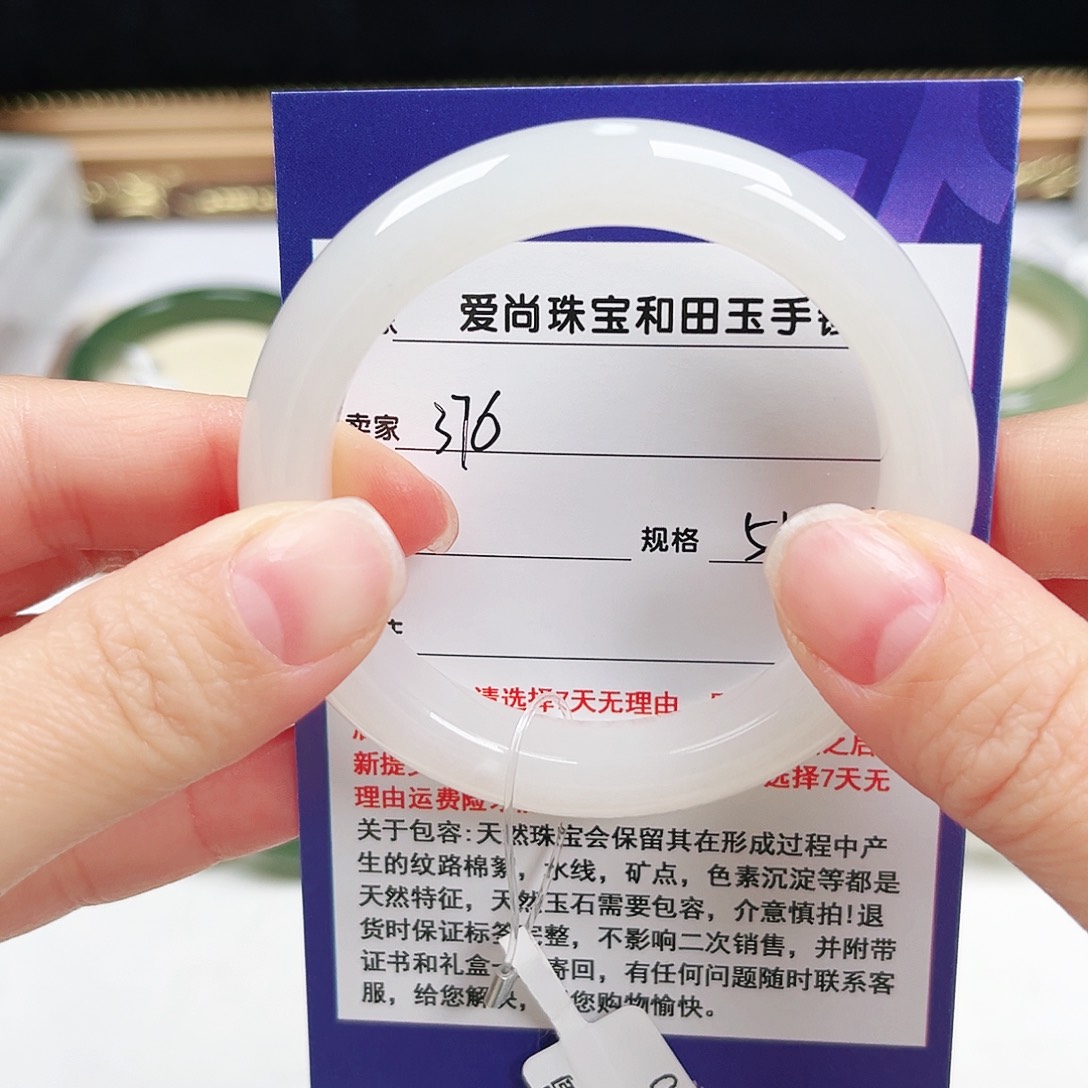 爱尚珠宝和田玉手
卖家 376
规格 5
请选择7天无理由
之后
新提 选择7天无
理由运费险
关于包容:天然珠宝会保留其在形成过程中产
生的纹路棉絮,水线,矿点,色素沉淀等都是
天然特征,天然玉石需要包容,介意慎拍!退
货时保证标签完整,不影响二次销售,并附带
证书和礼盒 寄回,有任何问题随时联系客
服,给您解决, 您购物愉快。